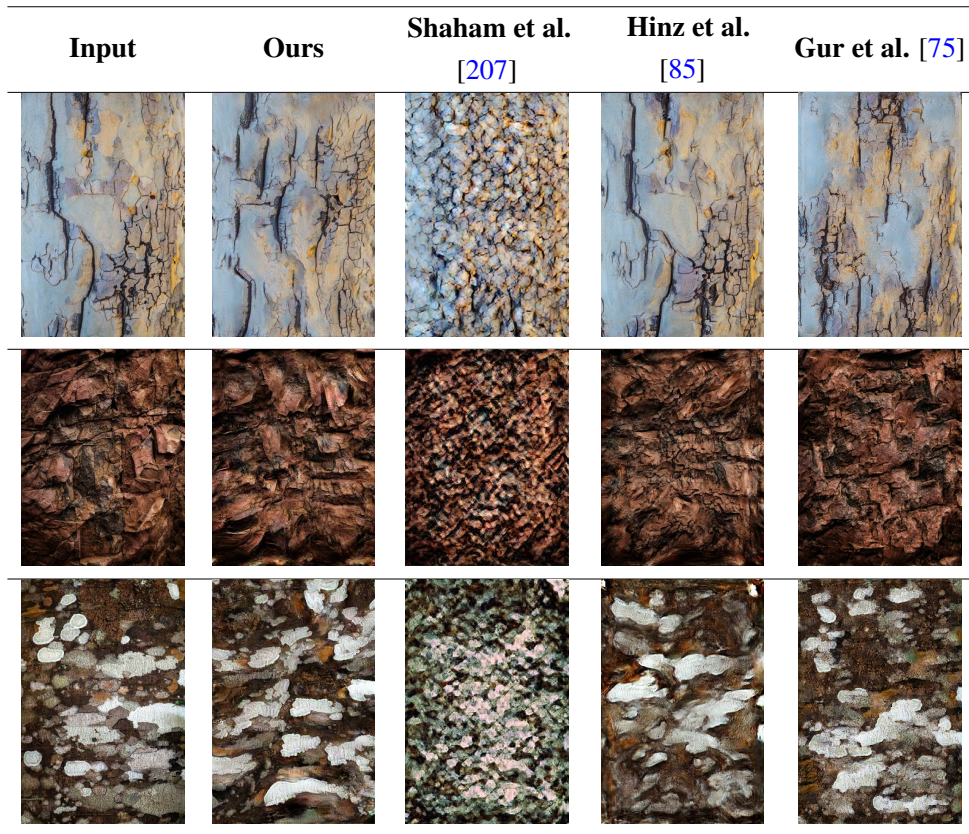 Input
Ours
Shaham et al.
[207]
Hinz et al.
[85]
Gur et al. [75]